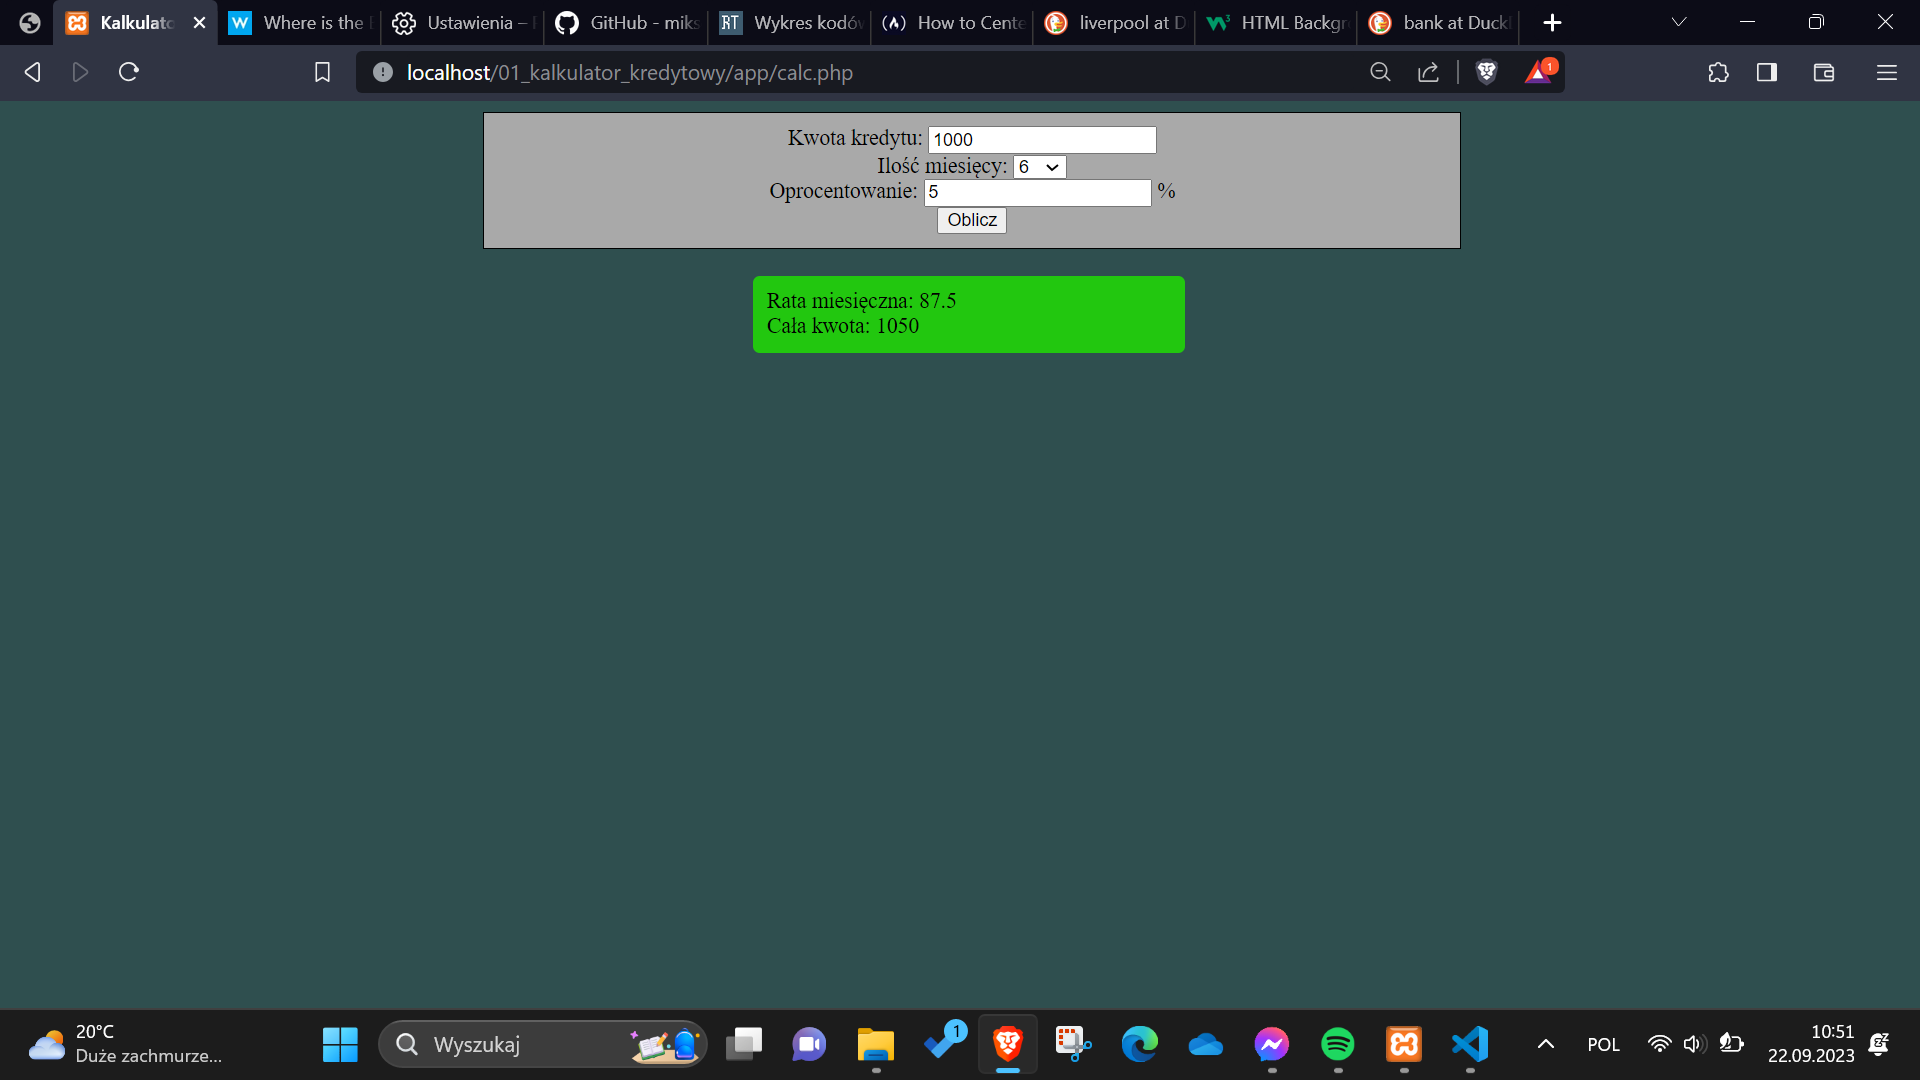 Kalkulato
Where is the
Ustawienia –
GitHub - miks
Wykres kodów
How to Cente
liverpool at D
HTML Backgr
bank at Duck
localhost/01_kalkulator_kredytowy/app/calc.php
1
Kwota kredytu: 1000
Ilość miesięcy: 6
Oprocentowanie: 5 %
Oblicz
Rata miesięczna: 87.5
Cała kwota: 1050
20°C
Duże zachmurze...
Wyszukaj
1
POL
10:51
22.09.2023